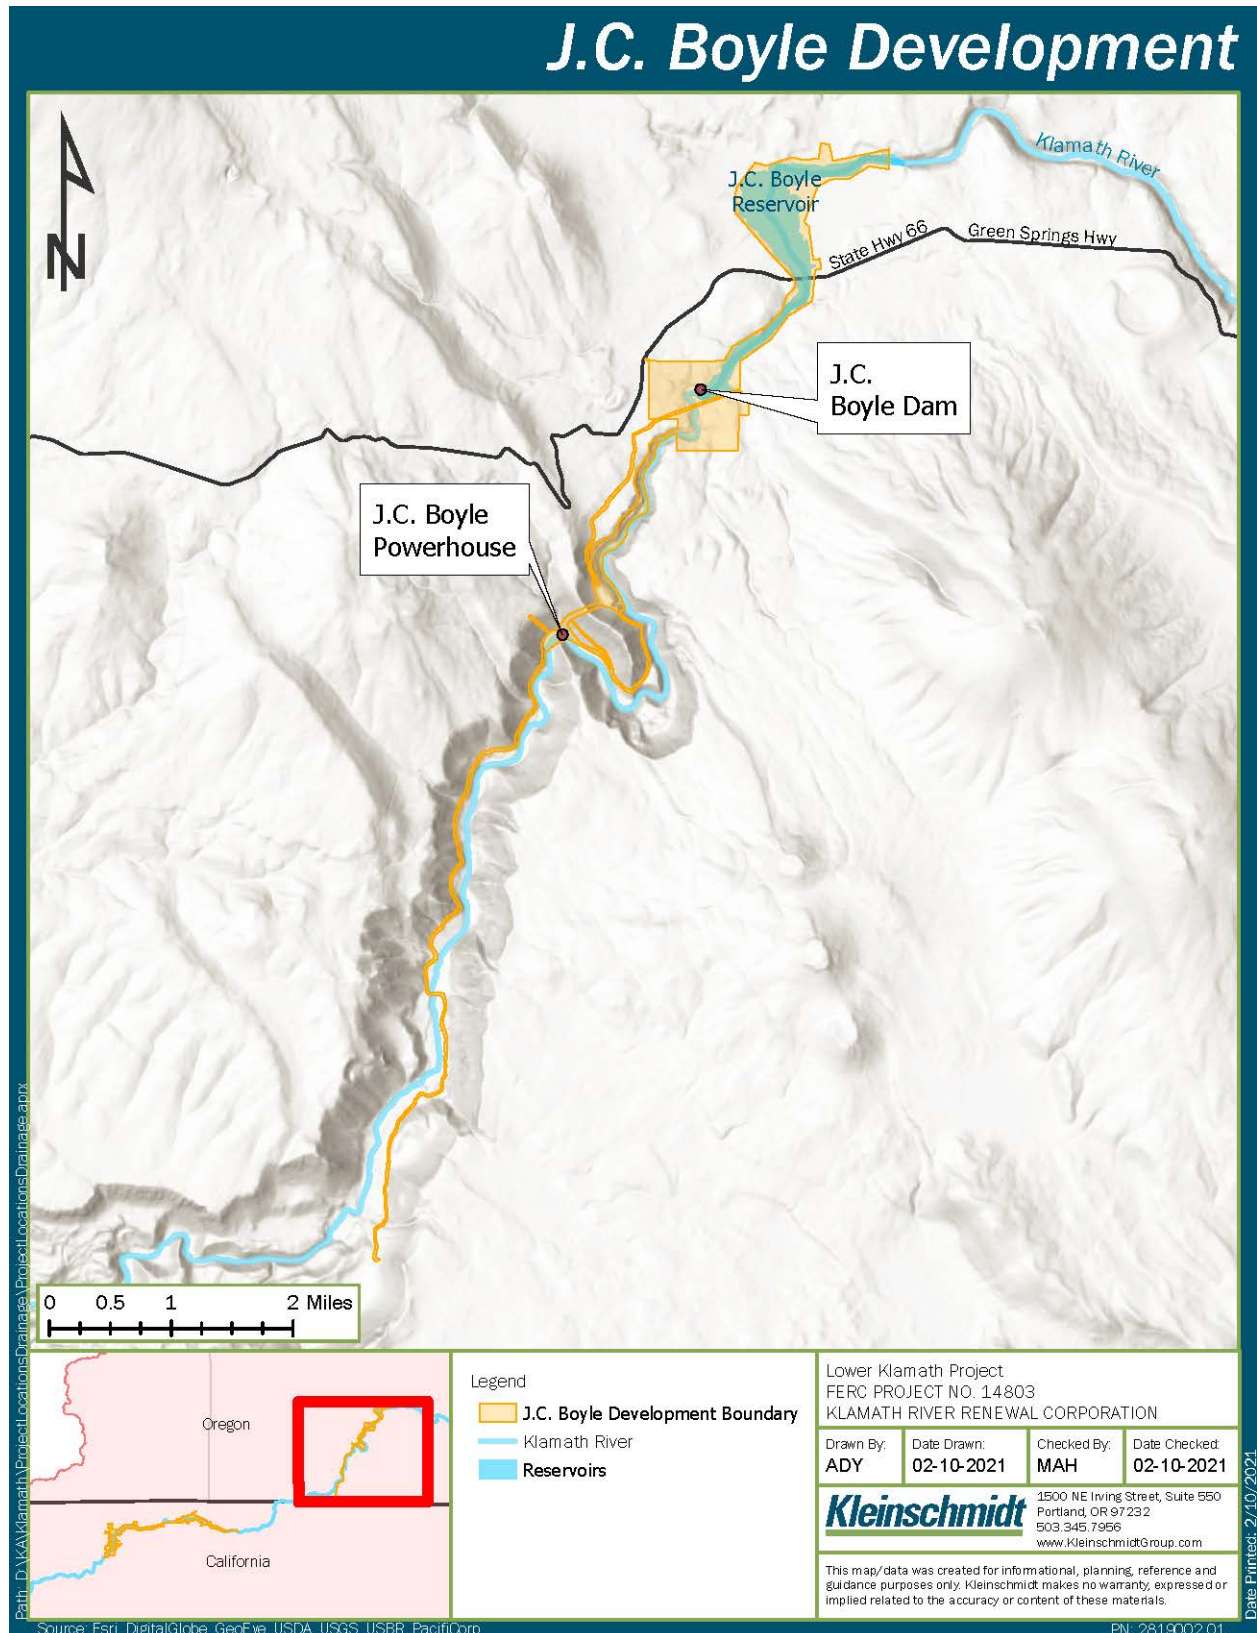 J.C. Boyle Development
N
Klamath River
J.C. Boyle
Reservoir
State Hwy 66
Green Springs Hwy
J.C.
Boyle Dam
J.C. Boyle
Powerhouse
0 0.5 1 2 Miles
Oregon
California
Legend
J.C. Boyle Development Boundary
Klamath River
Reservoirs
Lower Klamath Project
FERC PROJECT NO. 14803
KLAMATH RIVER RENEWAL CORPORATION
Drawn By:
ADY
Date Drawn:
02-10-2021
Checked By:
MAH
Date Checked:
02-10-2021
Kleinschmidt
1500 NE Irving Street, Suite 550
Portland, OR 97232
503.345.7956
www.KleinschmidtGroup.com
This map/data was created for informational, planning, reference and
guidance purposes only. Kleinschmidt makes no warranty, expressed or
implied related to the accuracy or content of these materials.
Path: D:\KA\Klamath\ProjectLocationsDrainage\ProjectLocationsDrainage.aprx
Date Printed: 2/10/2021
Source: Esri, DigitalGlobe, GeoEye, USDA, USGS, USBR, PacifiCorp
PN: 2819002.01